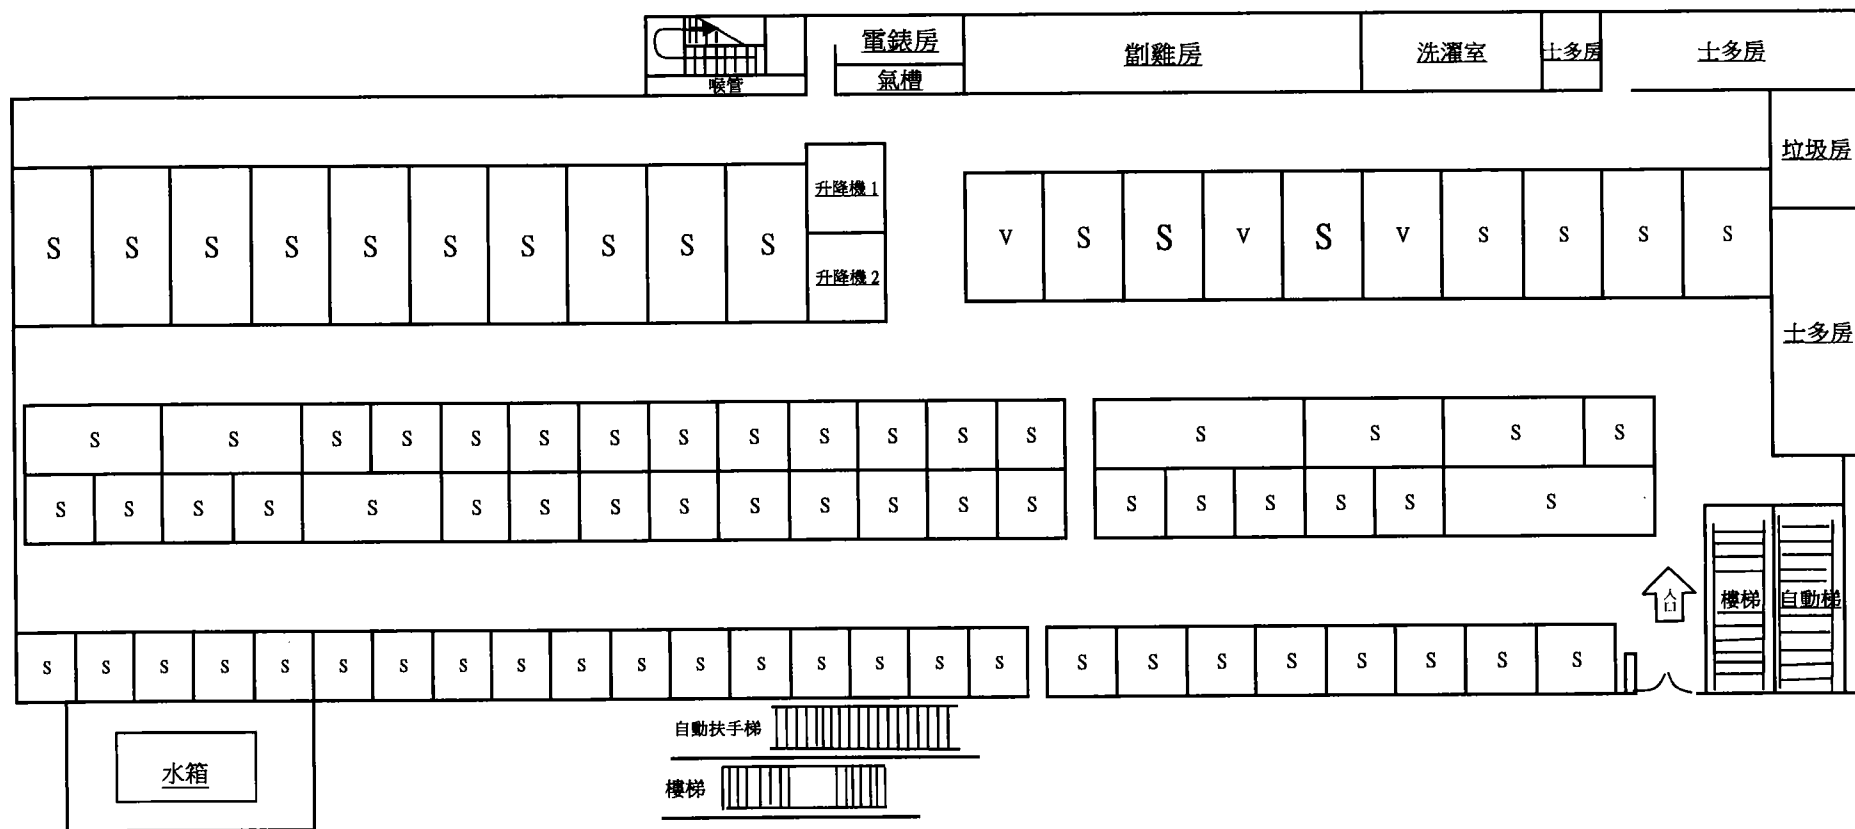 電錶房
氣槽
喉管
劏雞房
洗濯室
士多房
士多房
垃圾房
升降機 1
升降機 2
S S S S S S S S S S
V S S V S V S S S S
士多房
S S S S S S S S S S S S S
S S S S
S S S S S S S S S S S S S S
S S S S S S
入口
樓梯
自動梯
S S S S S S S S S S S S S S S S S
S S S S S S S S
自動扶手梯
水箱
樓梯